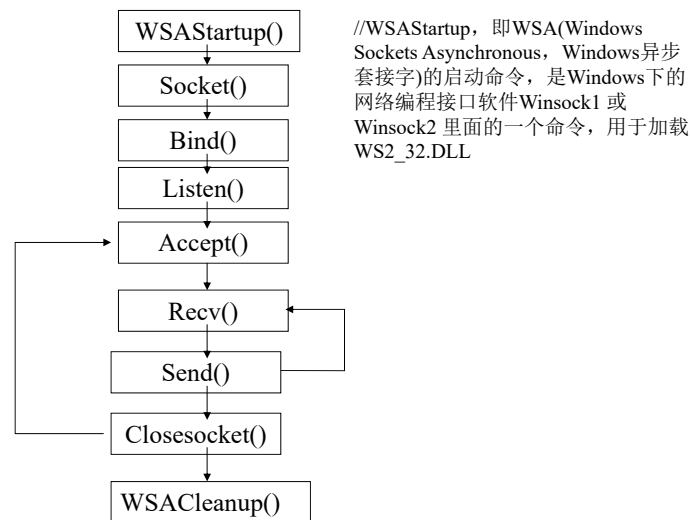 WSAStartup()
Socket()
Bind()
Listen()
Accept()
Recv()
Send()
Closesocket()
WSACleanup()
//WSAStartup，即WSA(Windows
Sockets Asynchronous，Windows异步
套接字)的启动命令，是Windows下的
网络编程接口软件Winsock1 或
Winsock2 里面的一个命令，用于加载
WS2_32.DLL